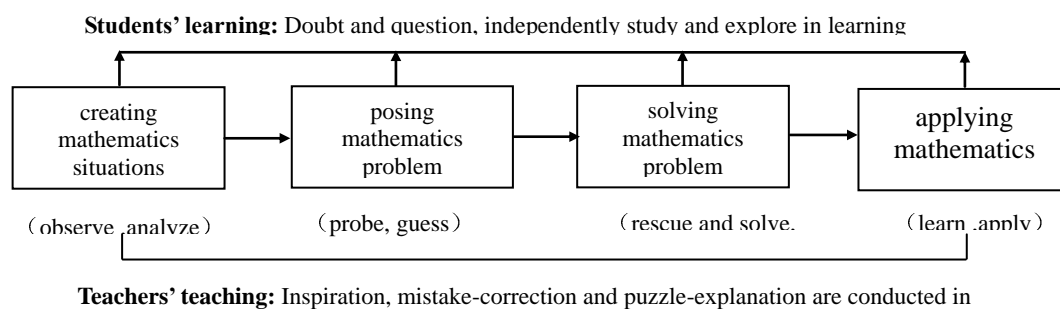 Students’ learning: Doubt and question, independently study and explore in learning
creating
mathematics
situations
posing
mathematics
problem
solving
mathematics
problem
applying
mathematics
（observe ,analyze）
（probe, guess）
（rescue and solve,
（learn ,apply）
Teachers’ teaching: Inspiration, mistake-correction and puzzle-explanation are conducted in